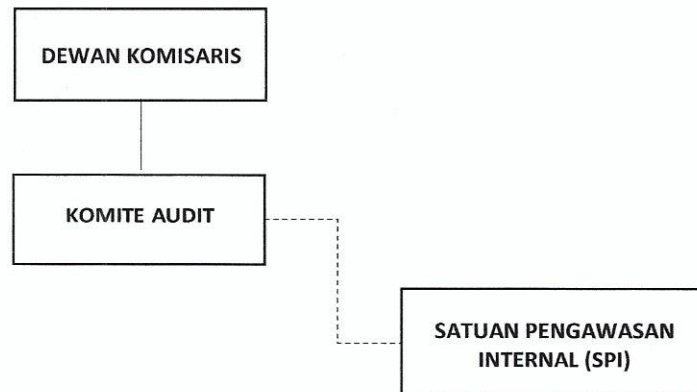 DEWAN KOMISARIS
KOMITE AUDIT
SATUAN PENGAWASAN
INTERNAL (SPI)